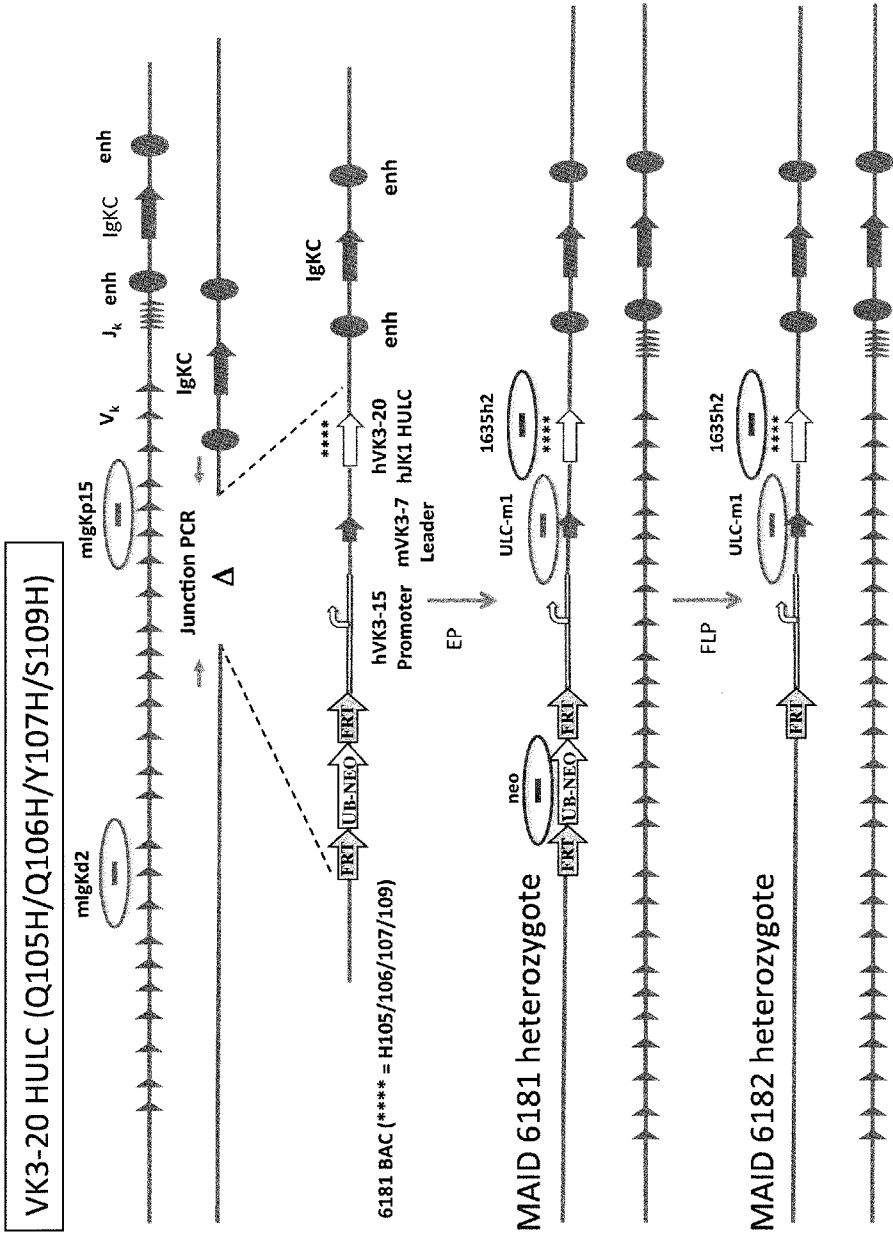 VK3-20 HULC (Q105H/Q106H/Y107H/S109H)
mIgKd2
mIgKp15
Vk
Jk
enh
IgKC
enh
Junction PCR
Δ
IgKC
FRT
UB-NEO
FRT
hVK3-15
Promoter
mVK3-7
Leader
****
hVK3-20
hJK1 HULC
enh
IgKC
enh
6181 BAC (**** = H105/106/107/109)
EP
MAID 6181 heterozygote
neo
FRT
UB-NEO
FRT
ULC-m1
1635h2
****
FLP
MAID 6182 heterozygote
FRT
ULC-m1
1635h2
****